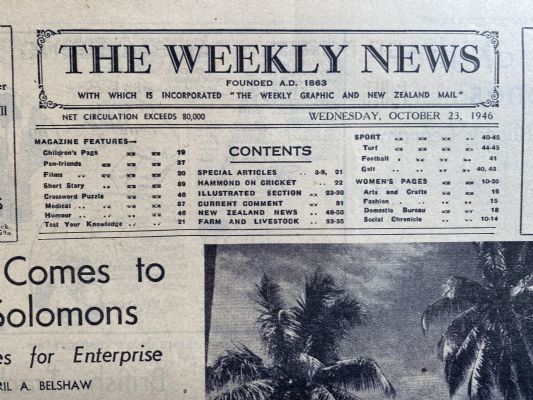 THE WEEKLY NEWS
FOUNDED A.D. 1863
WITH WHICH IS INCORPORATED "THE WEEKLY GRAPHIC AND NEW ZEALAND MAIL"
NET CIRCULATION EXCEEDS 80,000
WEDNESDAY, OCTOBER 23, 1946
MAGAZINE FEATURES—
Children's Page 19
Pen-friends 37
Films 20
Short Story 39
Crossword Puzzle 48
Medical 37
Humour 46
Test Your Knowledge 21
CONTENTS
SPECIAL ARTICLES 3-9, 21
HAMMOND ON CRICKET 22
ILLUSTRATED SECTION 23-30
CURRENT COMMENT 31
NEW ZEALAND NEWS 48-50
FARM AND LIVESTOCK 33-35
SPORT 40-45
Turf 44-45
Football 41
Golf 40, 43
WOMEN'S PAGES 10-20
Arts and Crafts 16
Fashion 15
Domestic Bureau 18
Social Chronicle 10-14
Comes to
Solomons
es for Enterprise
RIL A. BELSHAW